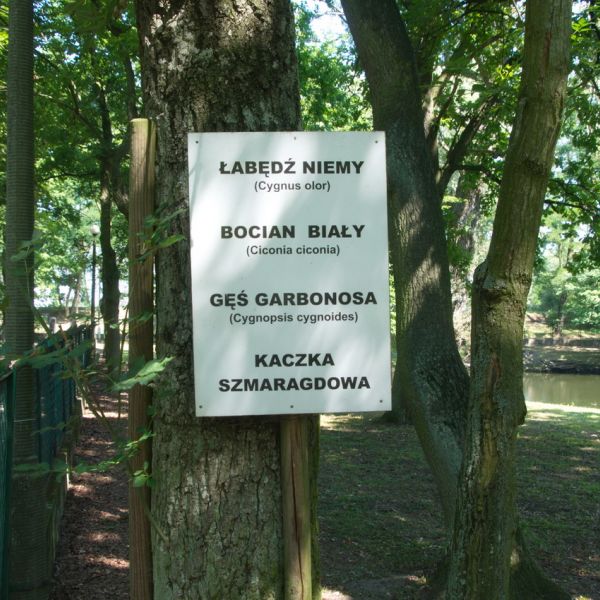 ŁABĘDŹ NIEMY
(Cygnus olor)
BOCIAN BIAŁY
(Ciconia ciconia)
GĘŚ GARBONOSA
(Cygnopsis cygnoides)
KACZKA
SZMARAGDOWA